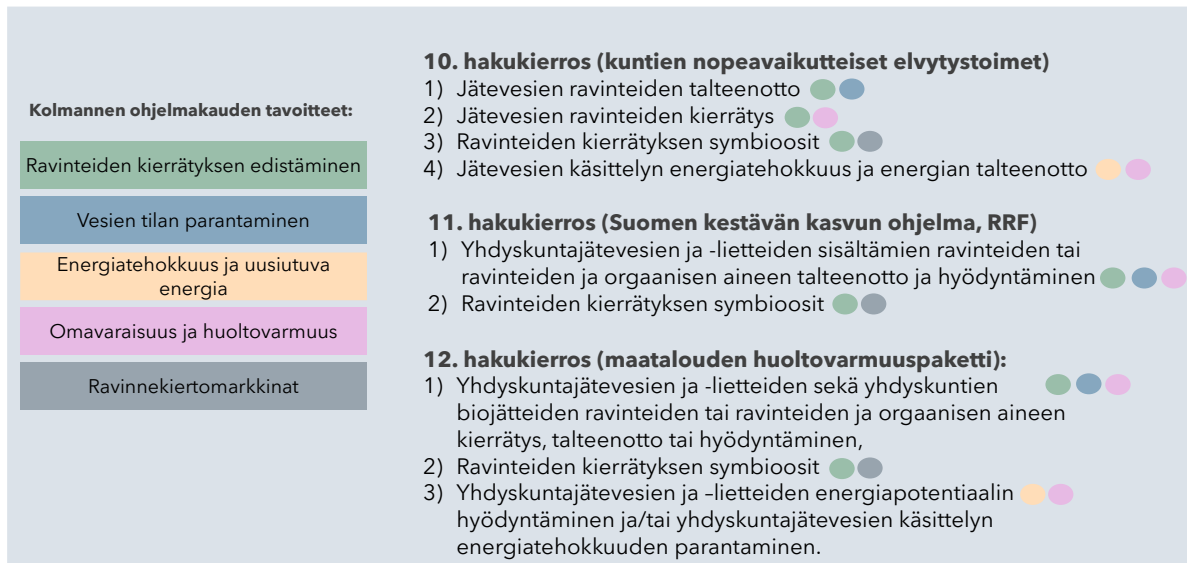 Kolmannen ohjelmakauden tavoitteet:
Ravinteiden kierrätyksen edistäminen
Vesien tilan parantaminen
Energiatehokkuus ja uusiutuva
energia
Omavaraisuus ja huoltovarmuus
Ravinnekiertomarkkinat
10. hakukierros (kuntien nopeavaikutteiset elvytystoimet)
1) Jätevesien ravinteiden talteenotto
2) Jätevesien ravinteiden kierrätys
3) Ravinteiden kierrätyksen symbioosit
4) Jätevesien käsittelyn energiatehokkuus ja energian talteenotto
11. hakukierros (Suomen kestävän kasvun ohjelma, RRF)
1) Yhdyskuntajätevesien ja -lietteiden sisältämien ravinteiden tai
ravinteiden ja orgaanisen aineen talteenotto ja hyödyntäminen
2) Ravinteiden kierrätyksen symbioosit
12. hakukierros (maatalouden huoltovarmuuspaketti):
1) Yhdyskuntajätevesien ja -lietteiden sekä yhdyskuntien
biojätteiden ravinteiden tai ravinteiden ja orgaanisen aineen
kierrätys, talteenotto tai hyödyntäminen,
2) Ravinteiden kierrätyksen symbioosit
3) Yhdyskuntajätevesien ja –lietteiden energiapotentiaalin
hyödyntäminen ja/tai yhdyskuntajätevesien käsittelyn
energiatehokkuuden parantaminen.